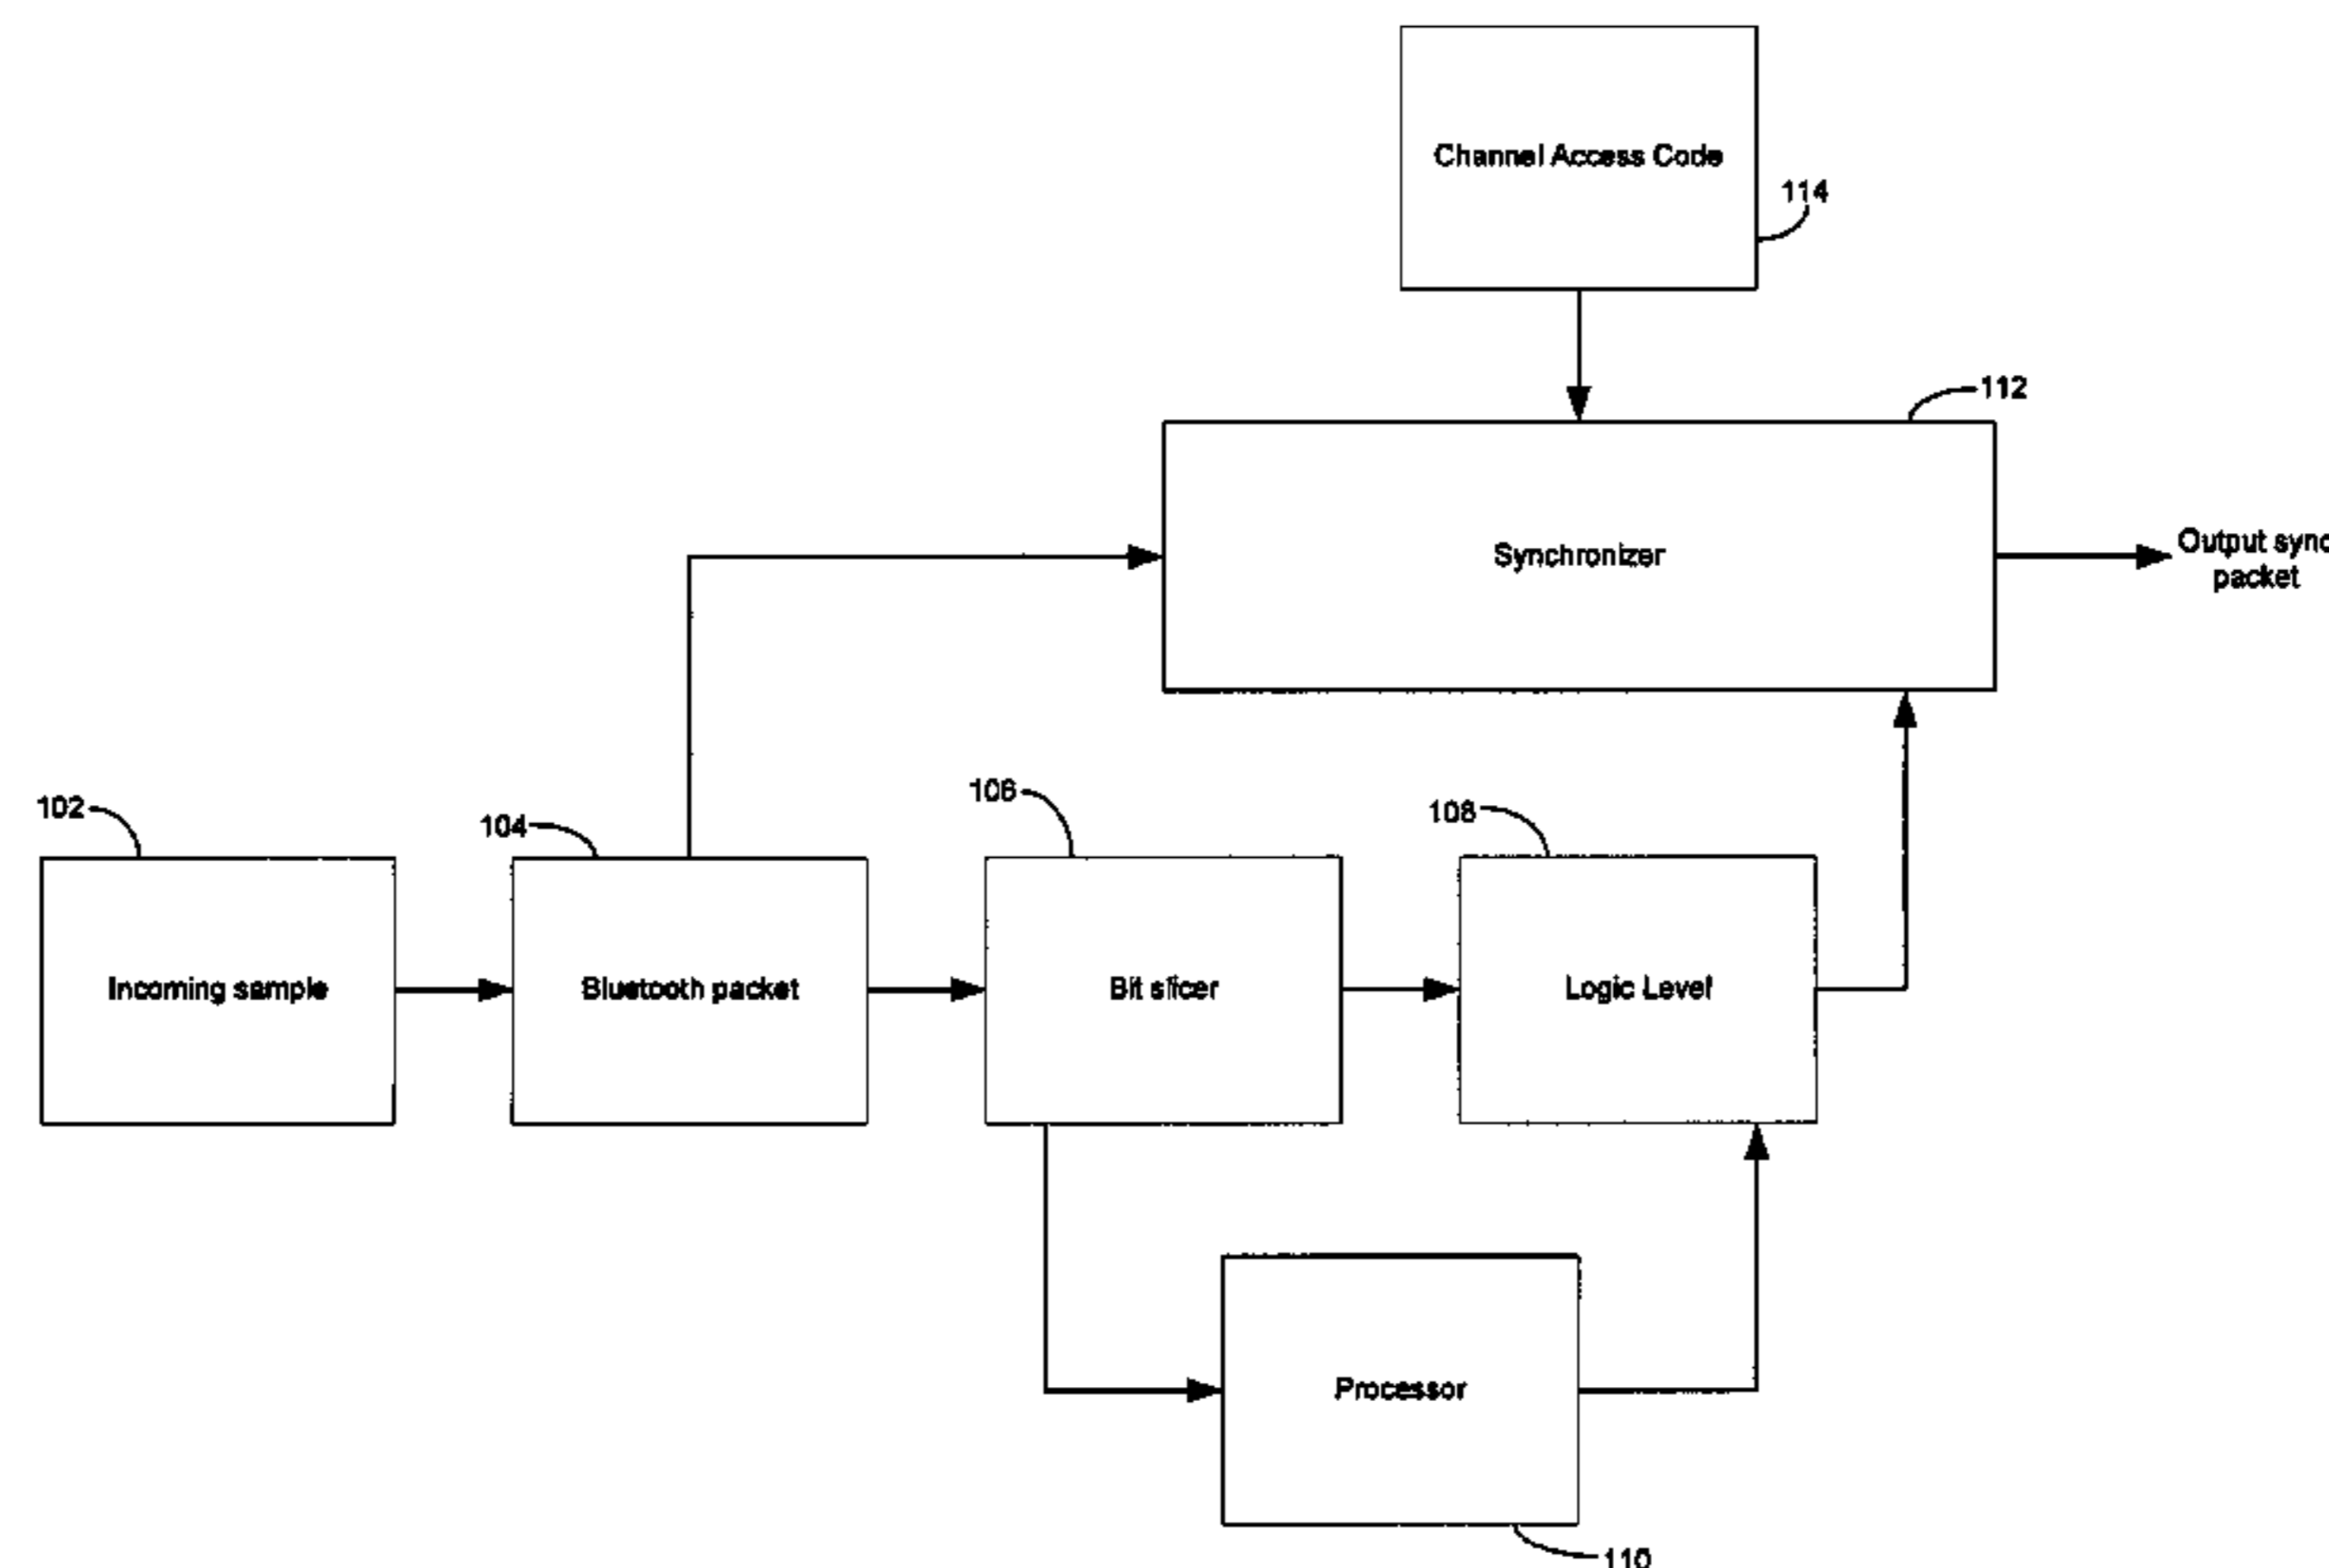 Channel Access Code
114
112
Synchronizer
Output sync
packet
102
104
106
108
Incoming sample
Bluetooth packet
Bit slicer
Logic Level
Processor
110